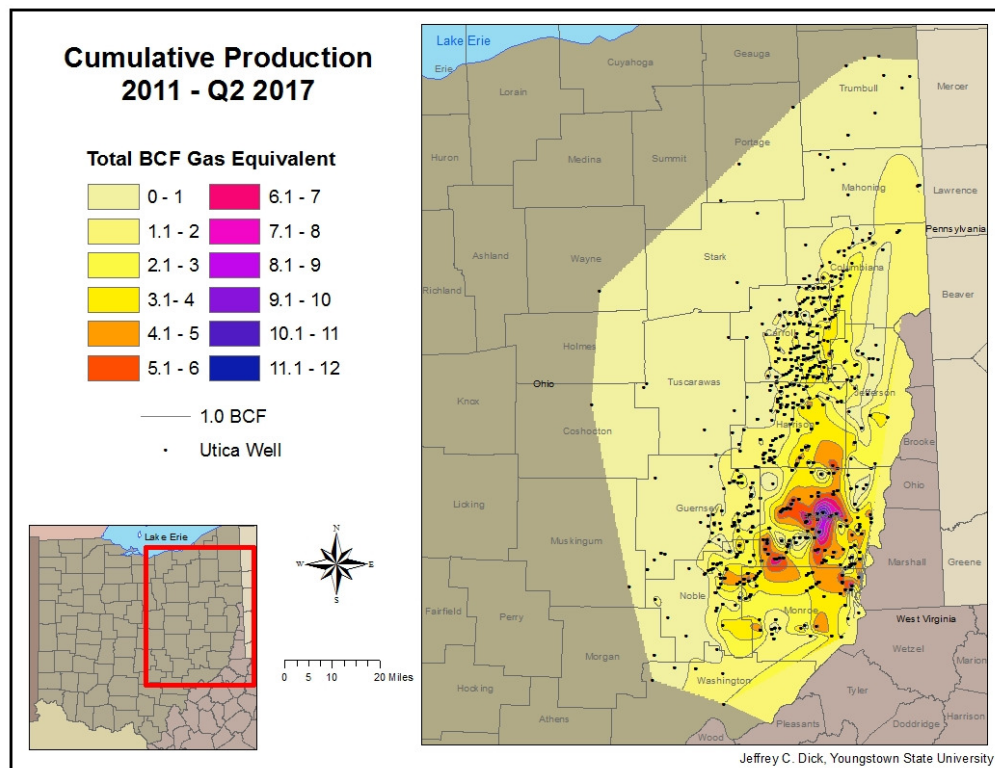 Cumulative Production
2011 - Q2 2017
Total BCF Gas Equivalent
0 - 1
6.1 - 7
1.1 - 2
7.1 - 8
2.1 - 3
8.1 - 9
3.1 - 4
9.1 - 10
4.1 - 5
10.1 - 11
5.1 - 6
11.1 - 12
1.0 BCF
Utica Well
Lake Erie
N
W
E
S
0 5 10 20 Miles
Lake Erie
Geauga
Erie
Cuyahoga
Lorain
Trumbull
Mercer
Portage
Huron
Medina
Summit
Mahoning
Lawrence
Pennsylvania
Ashland
Wayne
Stark
Columbiana
Richland
Beaver
Carroll
Holmes
Ohio
Tuscarawas
Jefferson
Knox
Coshocton
Harrison
Brooke
Ohio
Licking
Guernsey
Muskingum
Marshall
Greene
Noble
Monroe
Fairfield
Perry
West Virginia
Wetzel
Morgan
Marion
Washington
Hocking
Tyler
Athens
Pleasants
Doddridge
Harrison
Wood
Jeffrey C. Dick, Youngstown State University